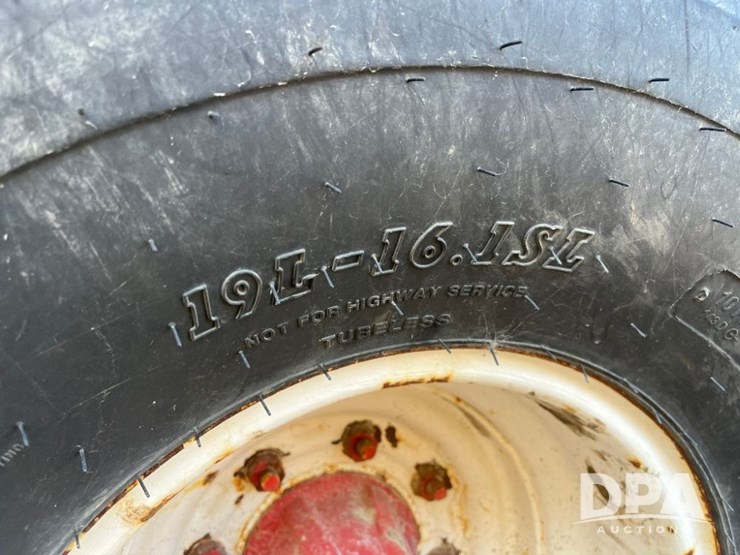 19L-16.1SL
NOT FOR HIGHWAY SERVICE
TUBELESS
DPA
AUCTION